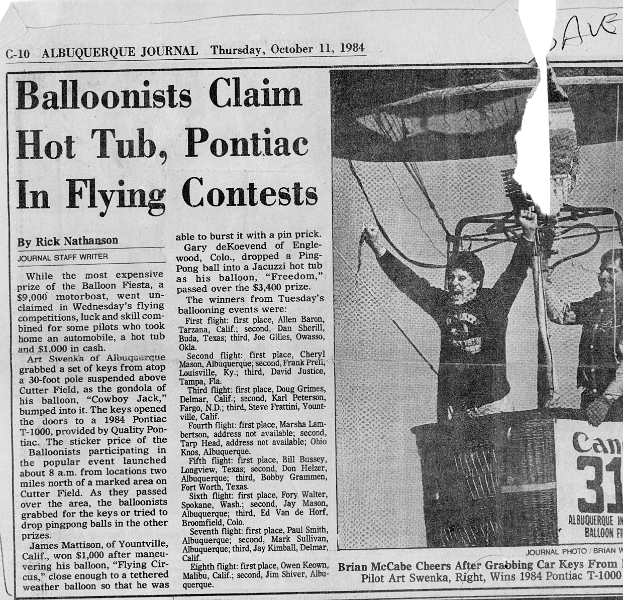 SAVE
C-10 ALBUQUERQUE JOURNAL Thursday, October 11, 1984
Balloonists Claim
Hot Tub, Pontiac
In Flying Contests
By Rick Nathanson
JOURNAL STAFF WRITER
While the most expensive
prize of the Balloon Fiesta, a
$9,000 motorboat, went un-
claimed in Wednesday's flying
competitions, luck and skill com-
bined for some pilots who took
home an automobile, a hot tub
and $1,000 in cash.
Art Swenka of Albuquerque
grabbed a set of keys from atop
a 30-foot pole suspended above
Cutter Field, as the gondola of
his balloon, "Cowboy Jack,"
bumped into it. The keys opened
the doors to a 1984 Pontiac
T-1000, provided by Quality Pon-
tiac. The sticker price of the
Balloonists participating in
the popular event launched
about 8 a.m. from locations two
miles north of a marked area on
Cutter Field. As they passed
over the area, the balloonists
grabbed for the keys or tried to
drop pingpong balls in the other
prizes.
James Mattison, of Yountville,
Calif., won $1,000 after maneu-
vering his balloon, "Flying Cir-
cus," close enough to a tethered
weather balloon so that he was
able to burst it with a pin prick.
Gary deKoevend of Engle-
wood, Colo., dropped a Ping-
Pong ball into a Jacuzzi hot tub
as his balloon, "Freedom,"
passed over the $3,400 prize.
The winners from Tuesday's
ballooning events were:
First flight: first place, Allen Baron,
Tarzana, Calif.; second, Dan Sherill,
Buda, Texas; third, Joe Gilles, Owasso,
Okla.
Second flight: first place, Cheryl
Mason, Albuquerque; second, Frank Prell,
Louisville, Ky.; third, David Justice,
Tampa, Fla.
Third flight: first place, Doug Grimes,
Delmar, Calif.; second, Karl Peterson,
Fargo, N.D.; third, Steve Frattini, Yount-
ville, Calif.
Fourth flight: first place, Marsha Lam-
bertson, address not available; second,
Tarp Head, address not available; Ohio
Knos, Albuquerque.
Fifth flight: first place, Bill Bussey,
Longview, Texas; second, Don Helzer,
Albuquerque; third, Bobby Grammen,
Fort Worth, Texas.
Sixth flight: first place, Fory Walter,
Spokane, Wash.; second, Jay Mason,
Albuquerque; third, Ed Van de Horf,
Broomfield, Colo.
Seventh flight: first place, Paul Smith,
Albuquerque; second, Mark Sullivan,
Albuquerque; third, Jay Kimball, Delmar,
Calif.
Eighth flight: first place, Owen Keown,
Malibu, Calif.; second, Jim Shiver, Albu-
querque.
Can
31
ALBUQUERQUE IN
BALLOON FI
JOURNAL PHOTO / BRIAN W
Brian McCabe Cheers After Grabbing Car Keys From
Pilot Art Swenka, Right, Wins 1984 Pontiac T-1000